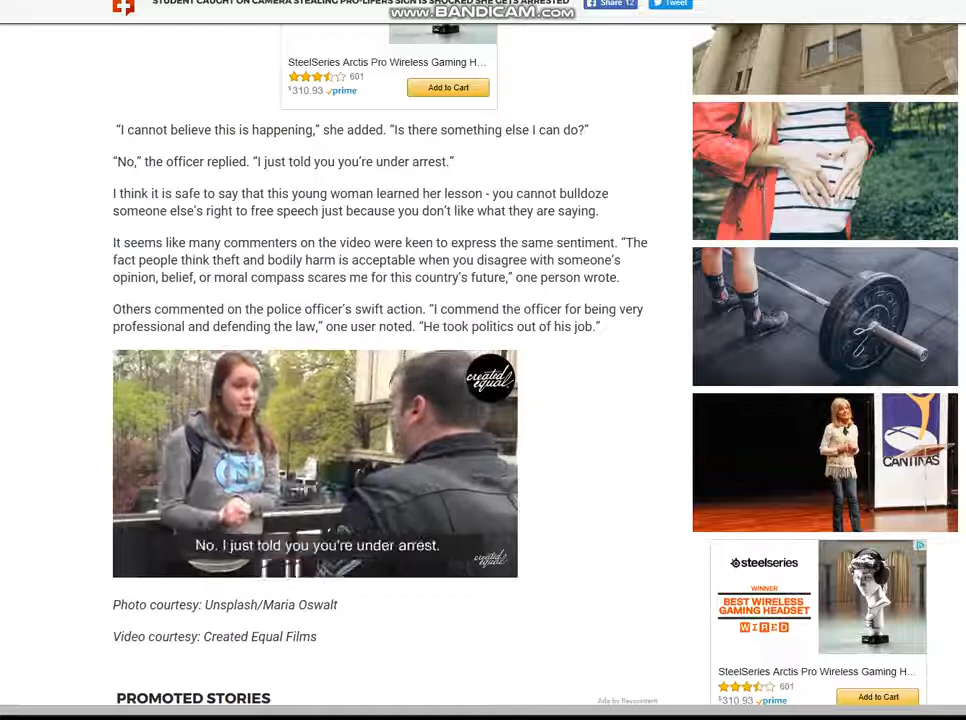 STUDENT CAUGHT ON CAMERA STEALING PRO-LIFERS SIGN IS SHOCKED SHE GETS ARRESTED
Share 12
Tweet
www.BANDICAM.com
SteelSeries Arctis Pro Wireless Gaming H...
601
$310.93 prime
Add to Cart
“I cannot believe this is happening,” she added. “Is there something else I can do?”
“No,” the officer replied. “I just told you you’re under arrest.”
I think it is safe to say that this young woman learned her lesson - you cannot bulldoze
someone else’s right to free speech just because you don’t like what they are saying.
It seems like many commenters on the video were keen to express the same sentiment. “The
fact people think theft and bodily harm is acceptable when you disagree with someone’s
opinion, belief, or moral compass scares me for this country’s future,” one person wrote.
Others commented on the police officer’s swift action. “I commend the officer for being very
professional and defending the law,” one user noted. “He took politics out of his job.”
created equal.
No. I just told you you're under arrest.
created equal.
Photo courtesy: Unsplash/Maria Oswalt
Video courtesy: Created Equal Films
PROMOTED STORIES
Ads by Revcontent
CANTINAS
steelseries
WINNER
BEST WIRELESS
GAMING HEADSET
WIRED
SteelSeries Arctis Pro Wireless Gaming H...
601
$310.93 prime
Add to Cart